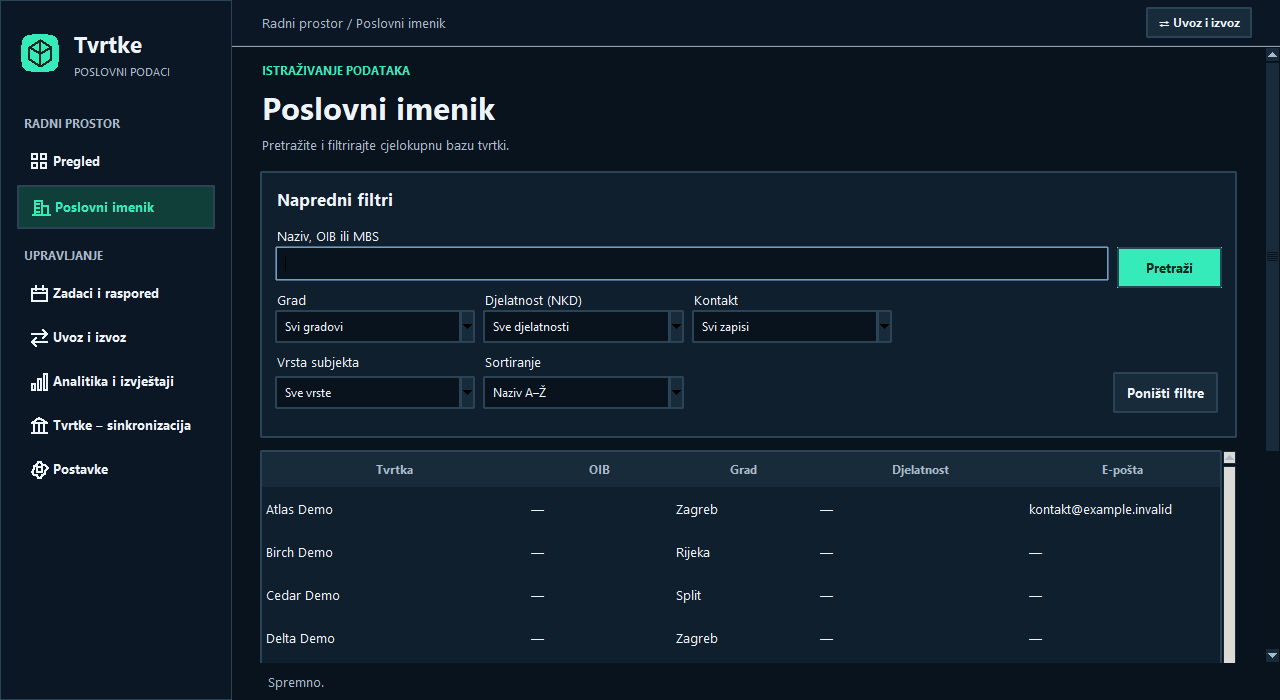 Tvrtke
POSLOVNI PODACI
RADNI PROSTOR
Pregled
Poslovni imenik
UPRAVLJANJE
Zadaci i raspored
Uvoz i izvoz
Analitika i izvještaji
Tvrtke – sinkronizacija
Postavke
Radni prostor / Poslovni imenik
⇄ Uvoz i izvoz
ISTRAŽIVANJE PODATAKA
Poslovni imenik
Pretražite i filtrirajte cjelokupnu bazu tvrtki.
Napredni filtri
Naziv, OIB ili MBS
Pretraži
Grad Djelatnost (NKD) Kontakt
Svi gradovi Sve djelatnosti Svi zapisi
Vrsta subjekta Sortiranje
Sve vrste Naziv A–Ž Poništi filtre
Tvrtka OIB Grad Djelatnost E-pošta
Atlas Demo — Zagreb — kontakt@example.invalid
Birch Demo — Rijeka — —
Cedar Demo — Split — —
Delta Demo — Zagreb — —
Spremno.